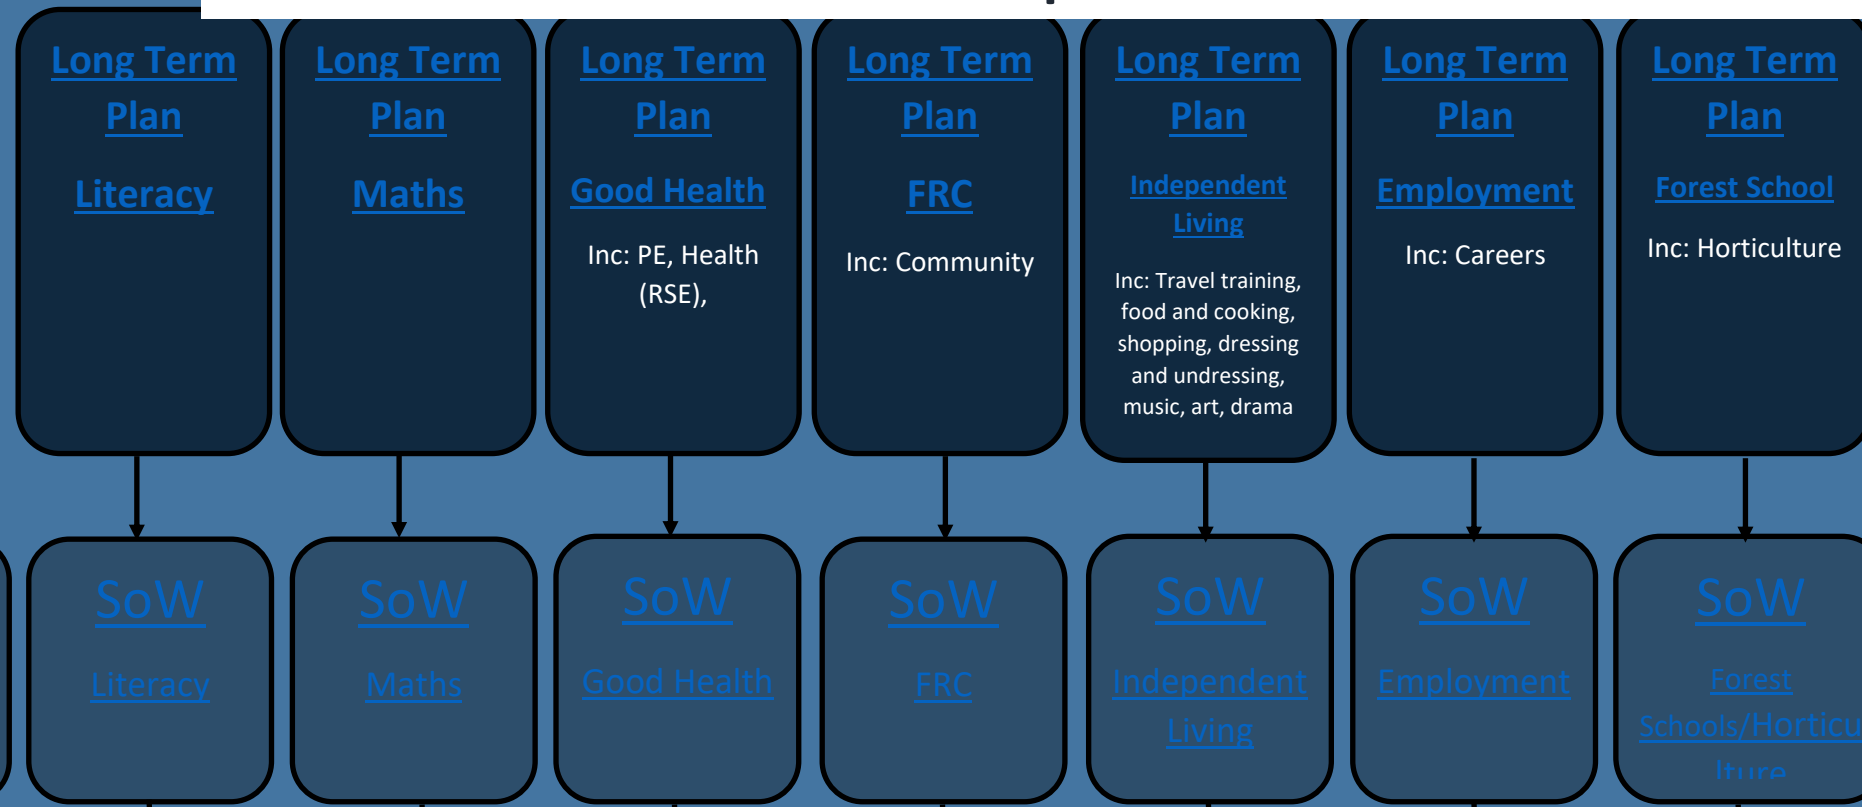 Long Term
Plan
Literacy
Long Term
Plan
Maths
Long Term
Plan
Good Health
Inc: PE, Health
(RSE),
Long Term
Plan
FRC
Inc: Community
Long Term
Plan
Independent
Living
Inc: Travel training,
food and cooking,
shopping, dressing
and undressing,
music, art, drama
Long Term
Plan
Employment
Inc: Careers
Long Term
Plan
Forest School
Inc: Horticulture
SoW
Literacy
SoW
Maths
SoW
Good Health
SoW
FRC
SoW
Independent
Living
SoW
Employment
SoW
Forest
Schools/Horticu
lture